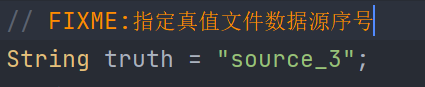 // FIXME:指定真值文件数据源序号
String truth = "source_3";